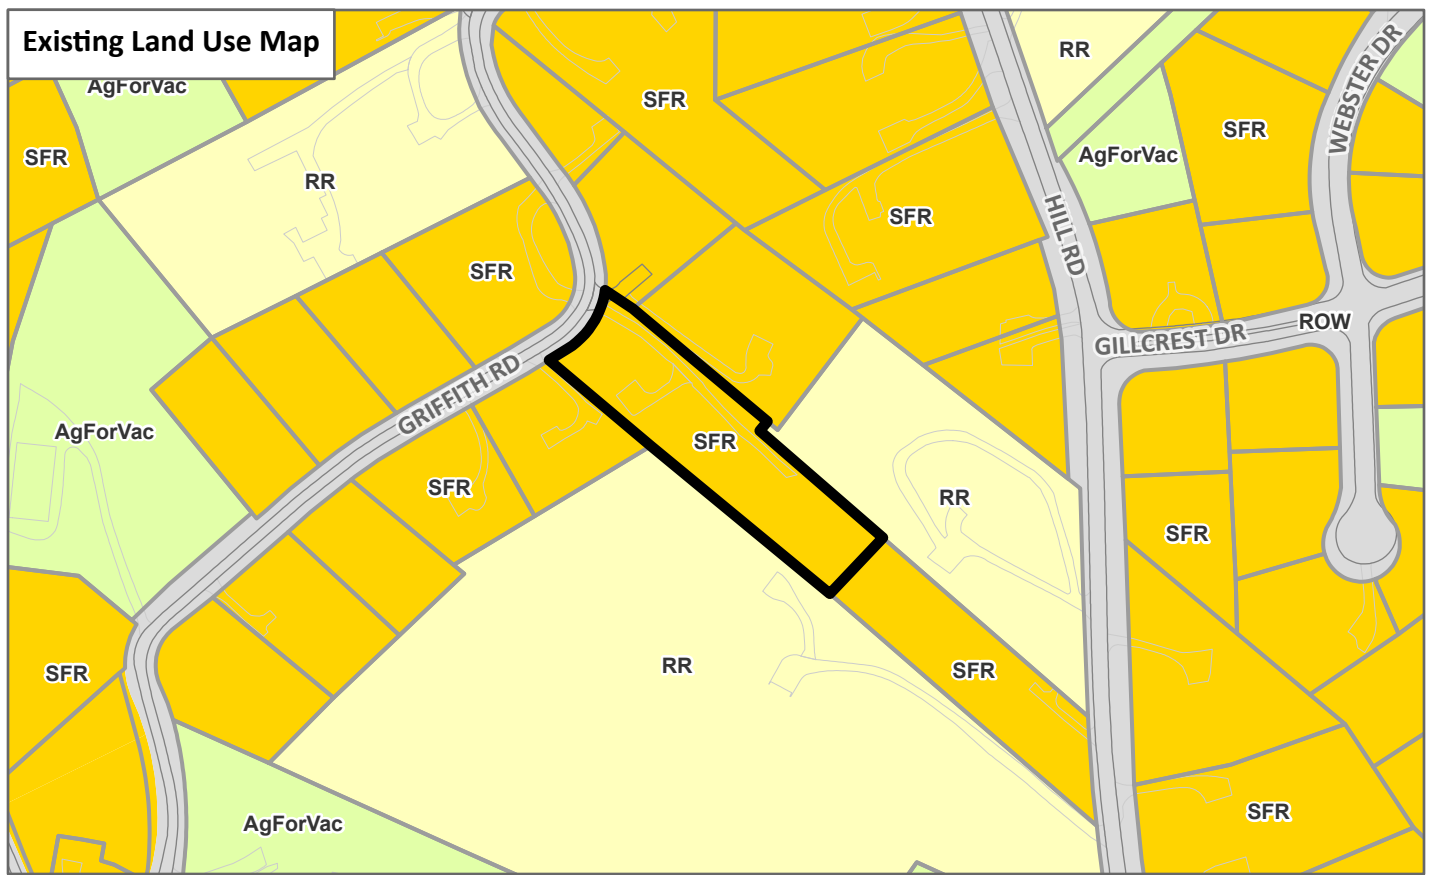 Existing Land Use Map
AgForVac
SFR
RR
SFR
RR
SFR
WEBSTER DR
AgForVac
SFR
HILL RD
SFR
GILLCREST DR
ROW
GRIFFITH RD
AgForVac
SFR
SFR
RR
SFR
SFR
RR
SFR
SFR
AgForVac
SFR